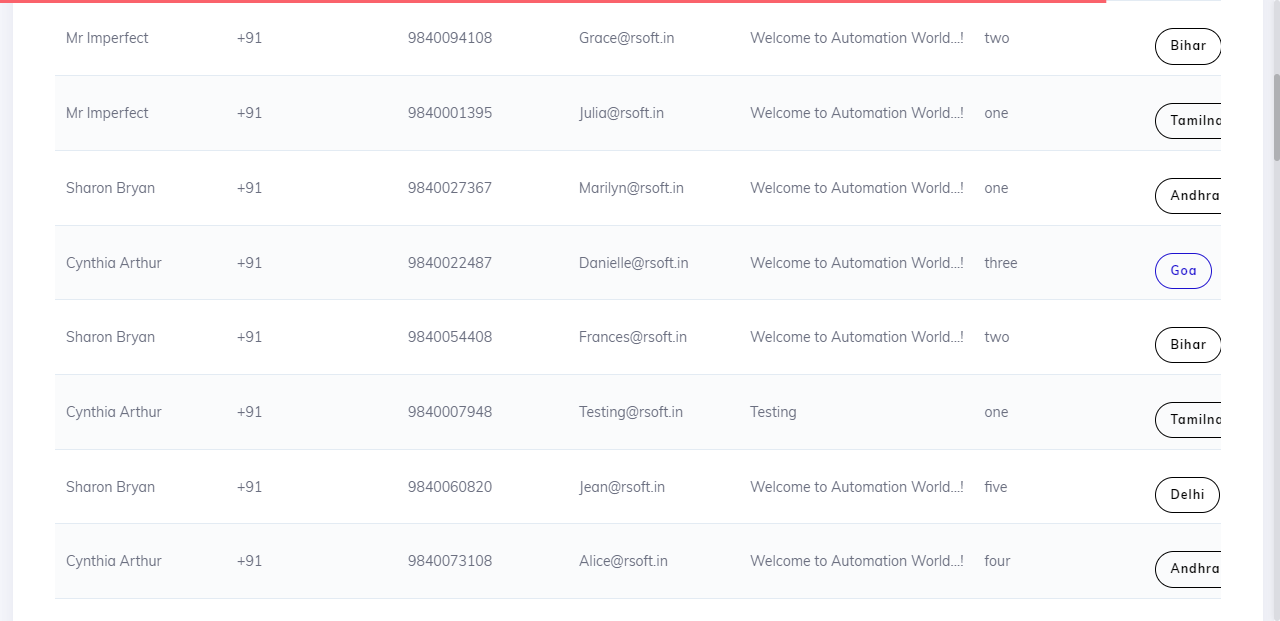 Mr Imperfect +91 9840094108 Grace@rsoft.in Welcome to Automation World...! two Bihar
Mr Imperfect +91 9840001395 Julia@rsoft.in Welcome to Automation World...! one
Sharon Bryan +91 9840027367 Marilyn@rsoft.in Welcome to Automation World...! one Andhra
Cynthia Arthur +91 9840022487 Danielle@rsoft.in Welcome to Automation World...! three Goa
Sharon Bryan +91 9840054408 Frances@rsoft.in Welcome to Automation World...! two Bihar
Cynthia Arthur +91 9840007948 Testing@rsoft.in Testing one
Sharon Bryan +91 9840060820 Jean@rsoft.in Welcome to Automation World...! five Delhi
Cynthia Arthur +91 9840073108 Alice@rsoft.in Welcome to Automation World...! four Andhra